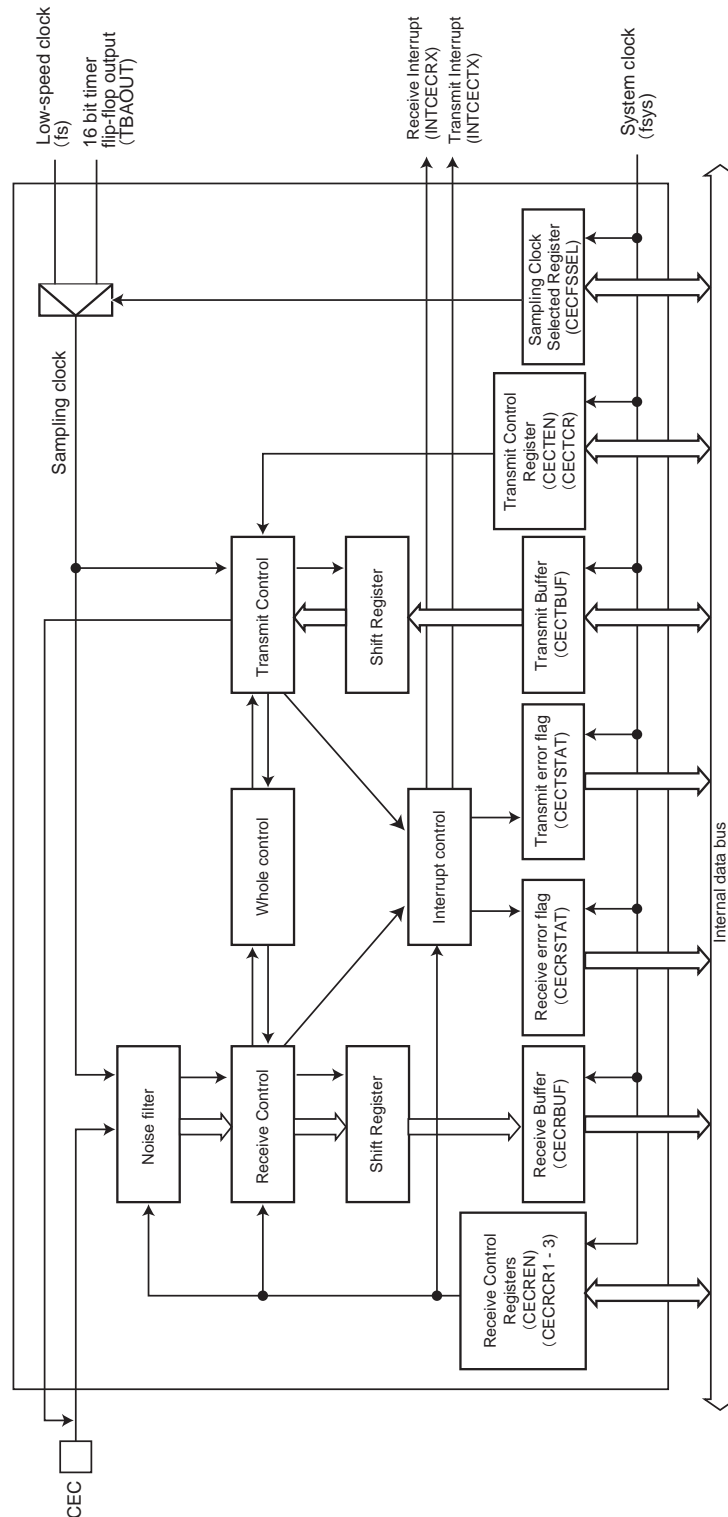 Low-speed clock
(fs)
16 bit timer
flip-flop output
(TBAOUT)
Sampling clock
CEC
Noise filter
Receive Control
Whole control
Transmit Control
Shift Register
Shift Register
Interrupt control
Receive Interrupt
(INTCECRX)
Transmit Interrupt
(INTCECTX)
Receive Control
Registers
(CECREN)
(CECRCR1 - 3)
Receive Buffer
(CECRBUF)
Receive error flag
(CECRSTAT)
Transmit error flag
(CECTSTAT)
Transmit Buffer
(CECTBUF)
Transmit Control
Register
(CECTEN)
(CECTCR)
Sampling Clock
Selected Register
(CECFSSEL)
System clock
(fsys)
Internal data bus